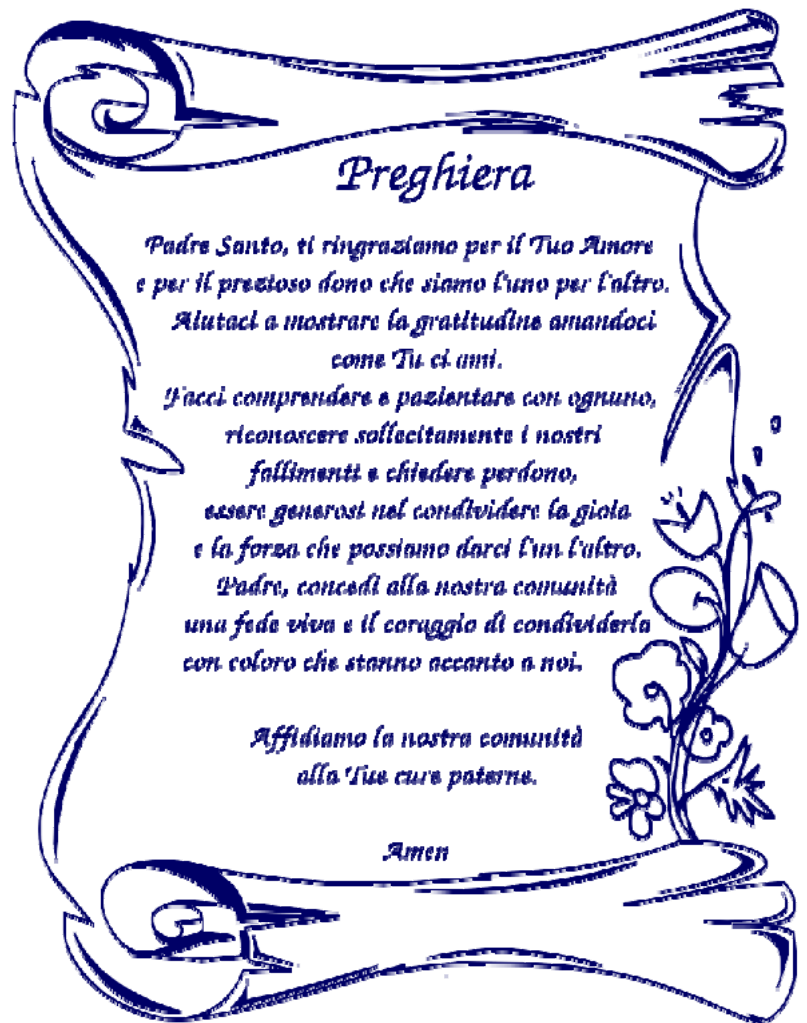 Preghiera
Padre Santo, ti ringraziamo per il Tuo Amore
e per il prezioso dono che siamo l'uno per l'altro.
Aiutaci a mostrare la gratitudine amandoci
come Tu ci ami.
Facci comprendere e pazientare con ognuno,
riconoscere sollecitamente i nostri
fallimenti e chiedere perdono,
essere generosi nel condividere la gioia
e la forza che possiamo darci l'un l'altro.
Padre, concedi alla nostra comunità
una fede viva e il coraggio di condividerla
con coloro che stanno accanto a noi.
Affidiamo la nostra comunità
alla Tue cure paterne.
Amen